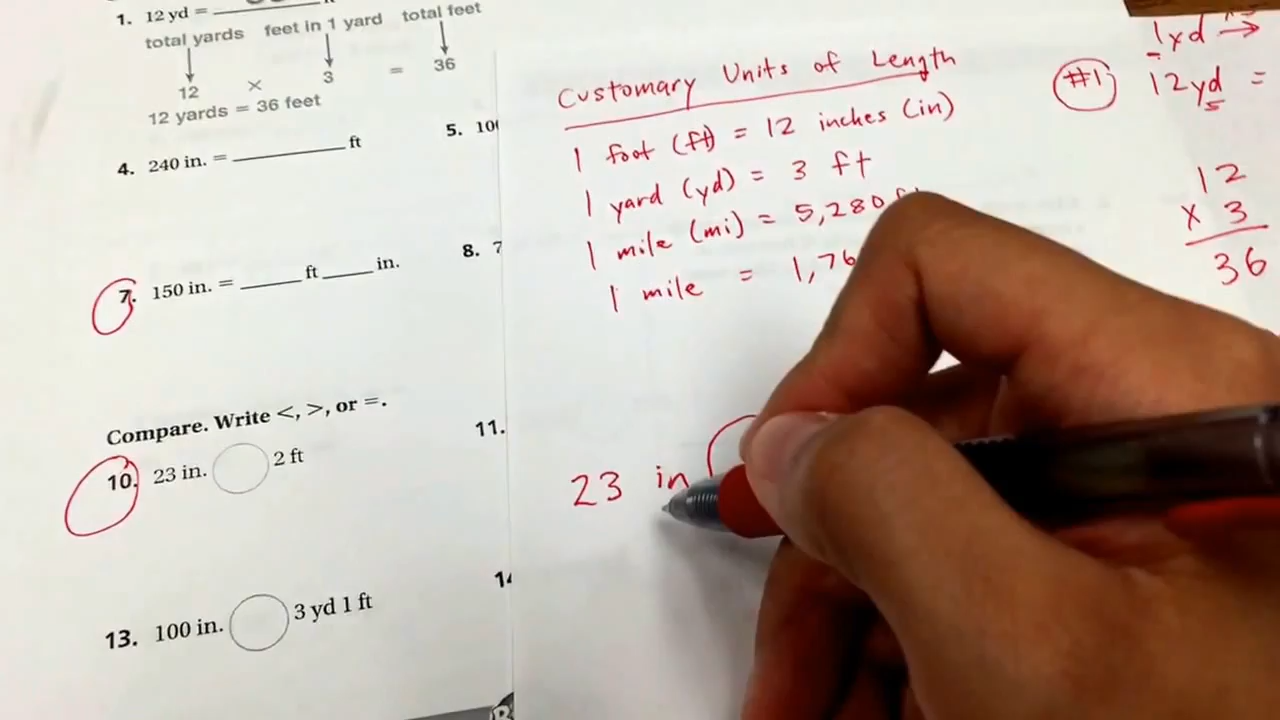 1. 12 yd = ______
total yards feet in 1 yard total feet
12 × 3 = 36
12 yards = 36 feet
4. 240 in. = ______ ft
5. 10
7. 150 in. = ____ ft ____ in.
8. 7
Compare. Write <, >, or =.
10. 23 in. 2 ft
11.
13. 100 in. 3 yd 1 ft
14
Customary Units of Length
1 foot (ft) = 12 inches (in)
1 yard (yd) = 3 ft
1 mile (mi) = 5,280
1 mile = 1,76
23 in
1yd →
#1 12yd =
12
× 3
36